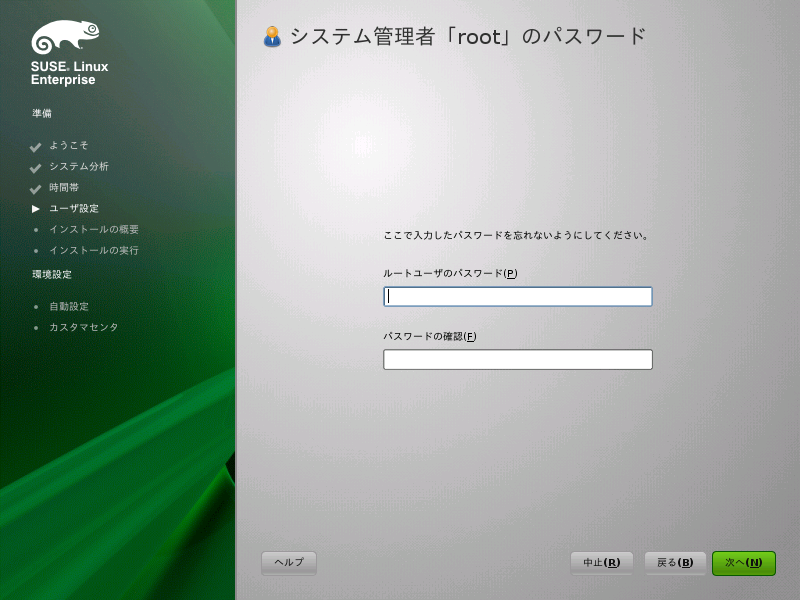 SUSE® Linux
Enterprise
準備
ようこそ
システム分析
時間帯
ユーザ設定
インストールの概要
インストールの実行
環境設定
自動設定
カスタマセンタ
システム管理者「root」のパスワード
ここで入力したパスワードを忘れないようにしてください。
ルートユーザのパスワード(P)
パスワードの確認(F)
ヘルプ
中止(R)
戻る(B)
次へ(N)